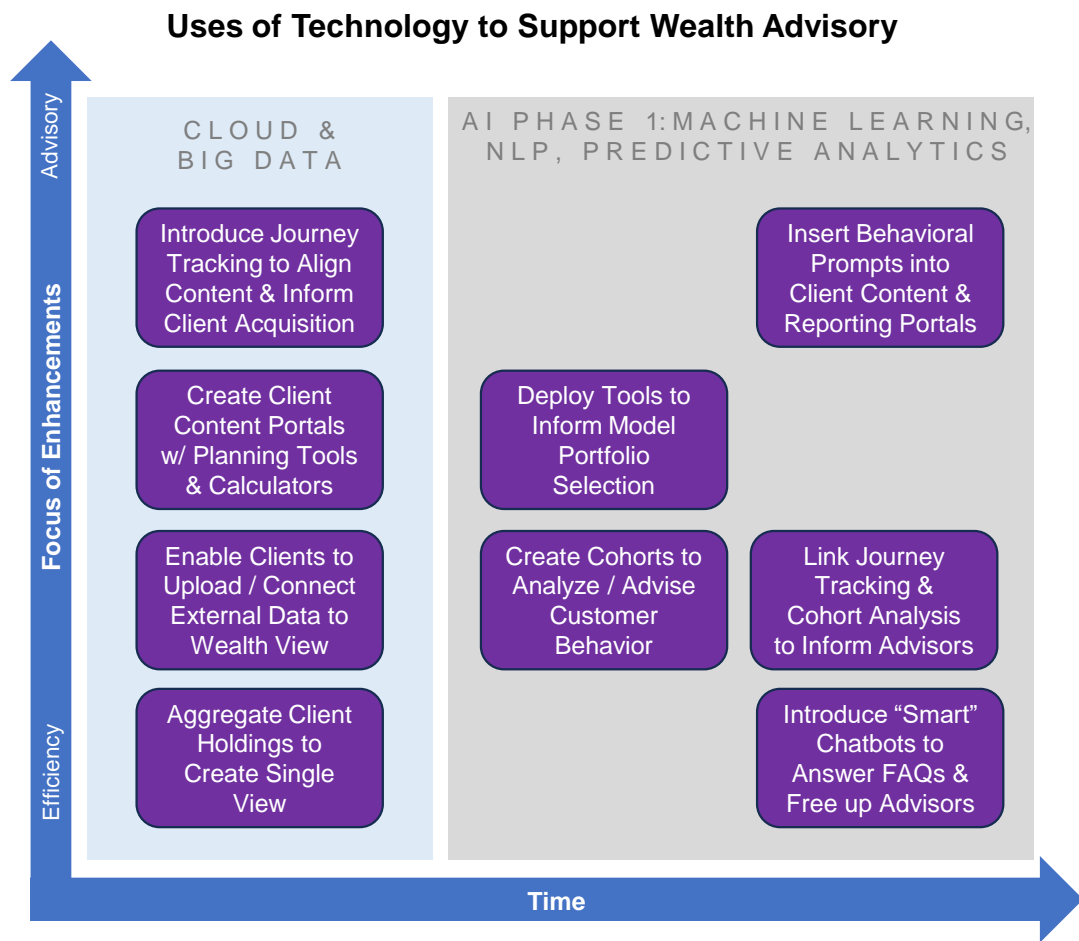 Uses of Technology to Support Wealth Advisory
Advisory
Focus of Enhancements
Efficiency
CLOUD &
BIG DATA
Introduce Journey
Tracking to Align
Content & Inform
Client Acquisition
Create Client
Content Portals
w/ Planning Tools
& Calculators
Enable Clients to
Upload / Connect
External Data to
Wealth View
Aggregate Client
Holdings to
Create Single
View
AI PHASE 1: MACHINE LEARNING,
NLP, PREDICTIVE ANALYTICS
Insert Behavioral
Prompts into
Client Content &
Reporting Portals
Deploy Tools to
Inform Model
Portfolio
Selection
Create Cohorts to
Analyze / Advise
Customer
Behavior
Link Journey
Tracking &
Cohort Analysis
to Inform Advisors
Introduce “Smart”
Chatbots to
Answer FAQs &
Free up Advisors
Time